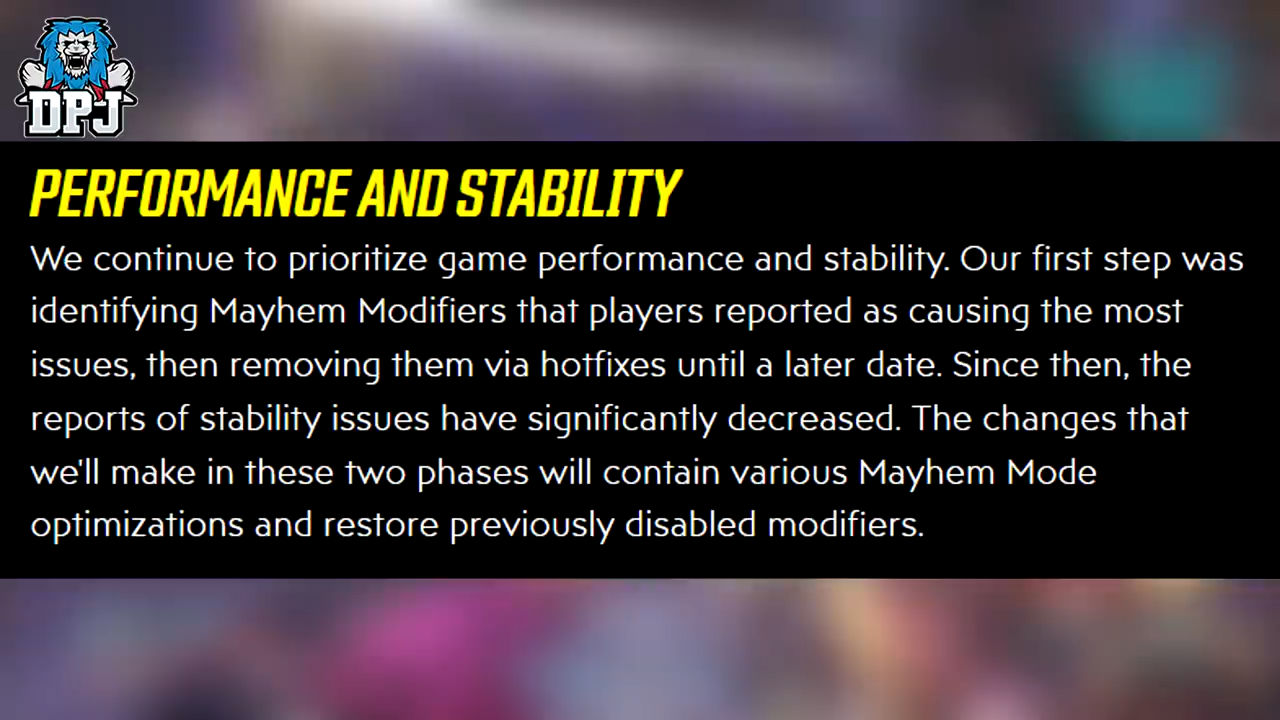 DPJ
PERFORMANCE AND STABILITY
We continue to prioritize game performance and stability. Our first step was
identifying Mayhem Modifiers that players reported as causing the most
issues, then removing them via hotfixes until a later date. Since then, the
reports of stability issues have significantly decreased. The changes that
we'll make in these two phases will contain various Mayhem Mode
optimizations and restore previously disabled modifiers.